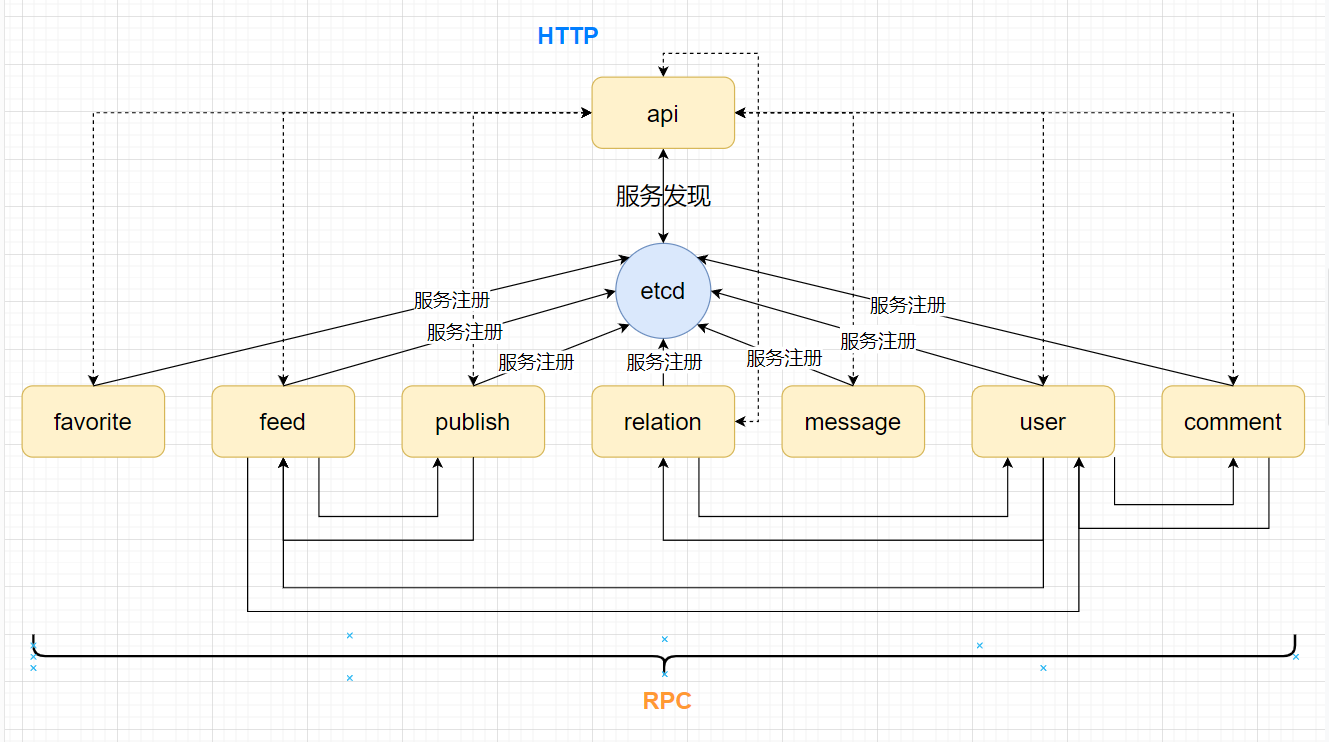 HTTP
api
服务发现
etcd
服务注册
服务注册
服务注册
服务注册
服务注册
服务注册
服务注册
favorite
feed
publish
relation
message
user
comment
RPC